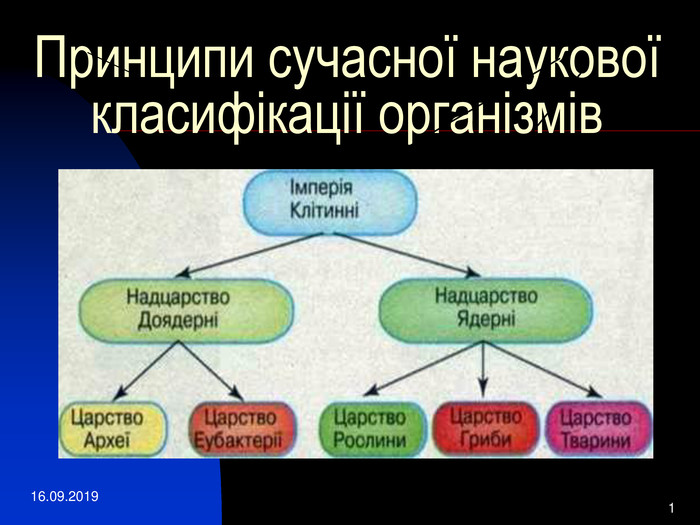 Принципи сучасної наукової
класифікації організмів
Імперія
Клітинні
Надцарство
Доядерні
Надцарство
Ядерні
Царство
Археї
Царство
Еубактерії
Царство
Рослини
Царство
Гриби
Царство
Тварини
16.09.2019
1